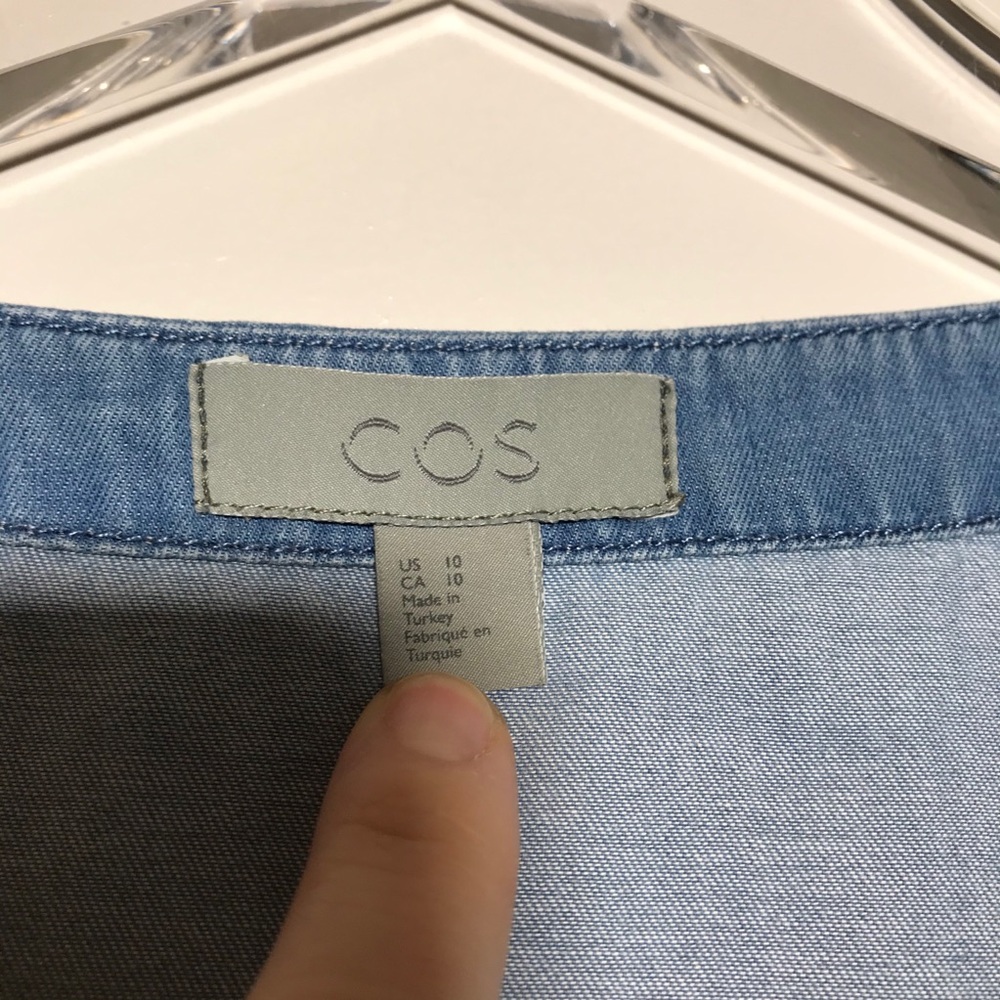 COS
US 10
CA 10
Made in
Turkey
Fabriqué en
Turquie